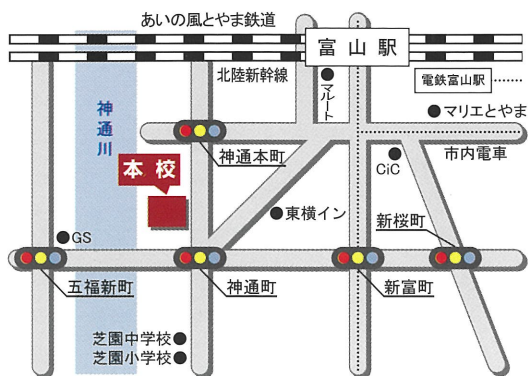 あいの風とやま鉄道
富山駅
北陸新幹線
電鉄富山駅
マルート
マリエとやま
神通川
神通本町
市内電車
CiC
本校
東横イン
新桜町
GS
五福新町
神通町
新富町
芝園中学校
芝園小学校